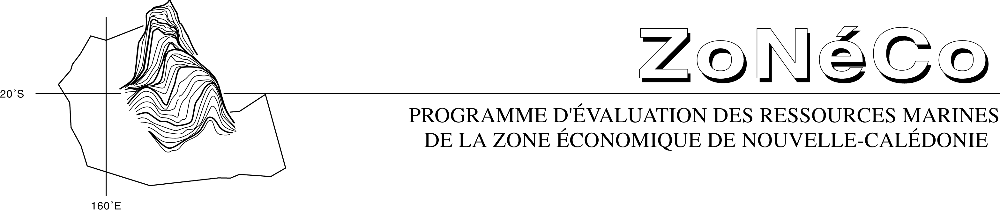 ZoNéCo
20°S
PROGRAMME D'ÉVALUATION DES RESSOURCES MARINES
DE LA ZONE ÉCONOMIQUE DE NOUVELLE-CALÉDONIE
160°E